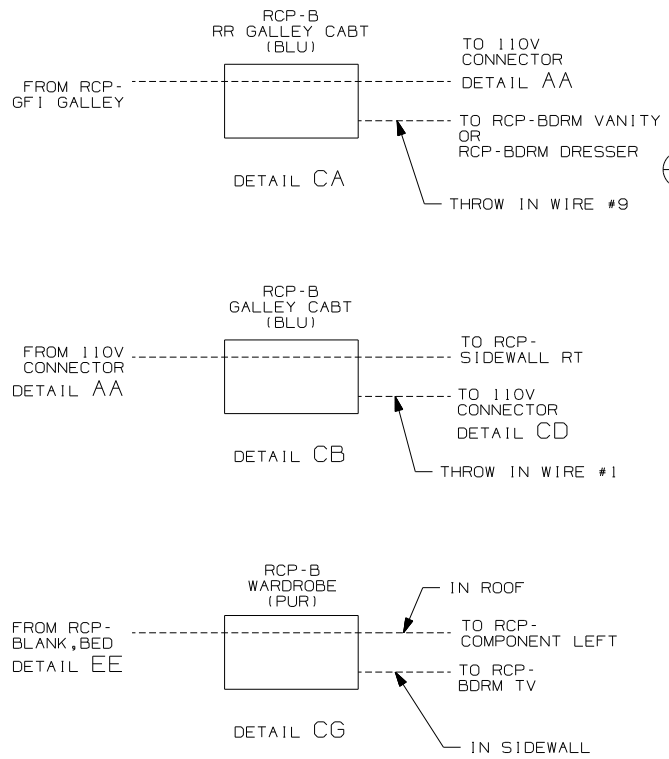 RCP-B
RR GALLEY CABT
(BLU)
FROM RCP-
GFI GALLEY
TO 110V
CONNECTOR
DETAIL AA
TO RCP-BDRM VANITY
OR
RCP-BDRM DRESSER
DETAIL CA
THROW IN WIRE #9
RCP-B
GALLEY CABT
(BLU)
FROM 110V
CONNECTOR
DETAIL AA
TO RCP-
SIDEWALL RT
TO 110V
CONNECTOR
DETAIL CD
DETAIL CB
THROW IN WIRE #1
RCP-B
WARDROBE
(PUR)
IN ROOF
FROM RCP-
BLANK,BED
DETAIL EE
TO RCP-
COMPONENT LEFT
TO RCP-
BDRM TV
DETAIL CG
IN SIDEWALL